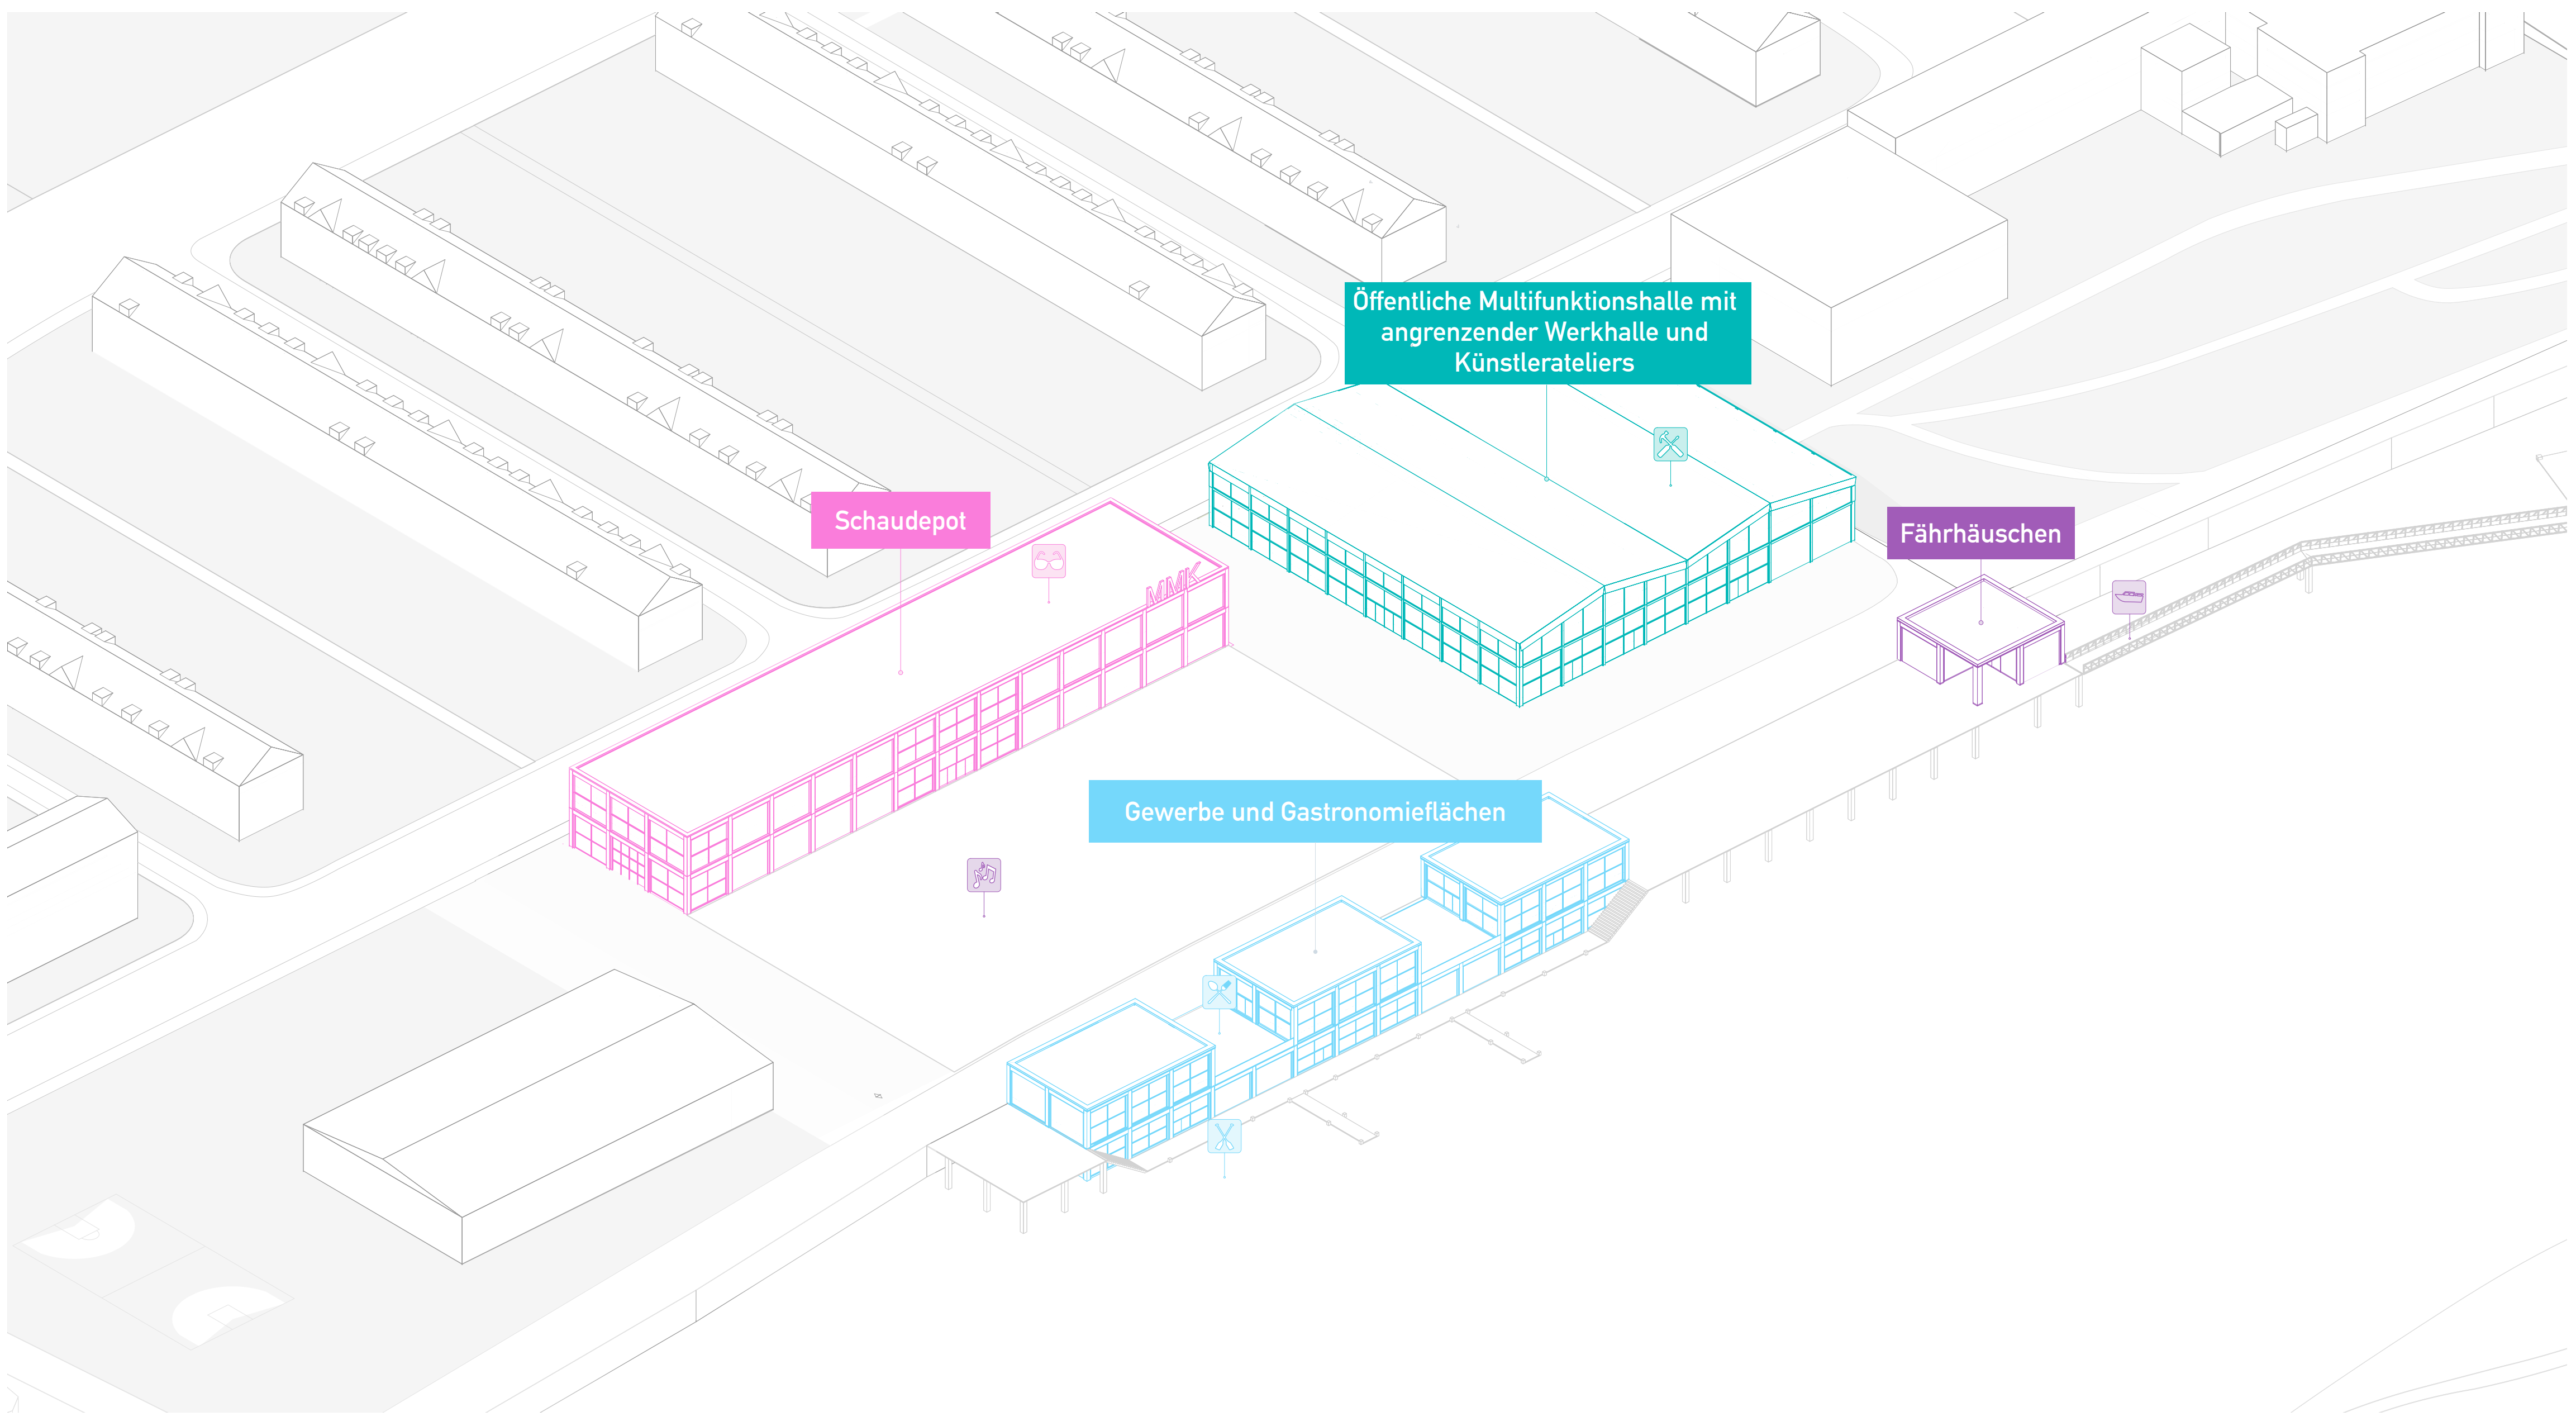 Öffentliche Multifunktionshalle mit
angrenzender Werkhalle und
Künstlerateliers
Schaudepot
Fährhäuschen
MMK
Gewerbe und Gastronomieflächen